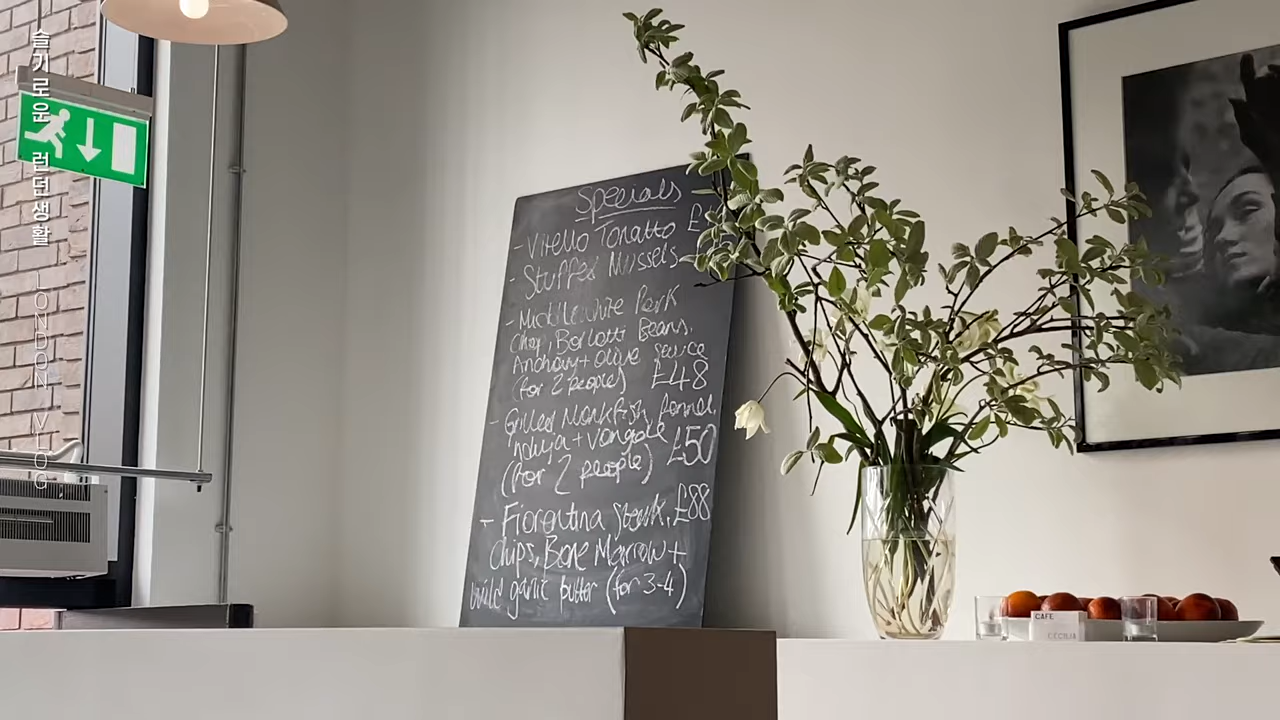 슬기로운 런던생활 LONDON VLOG
Specials
- Vitello Tonatto £
- Stuffed Mussels
- Middlewhite Pork
Chop, Borlotti Beans,
Anchovy + Olive Sauce
(for 2 people) £48
- Grilled Monkfish, fennel,
nduja + vongole £50
(for 2 people)
- Fiorentina Steak, £88
Chips, Bone Marrow +
wild garlic butter (for 3-4)
CAFE
CECILIA